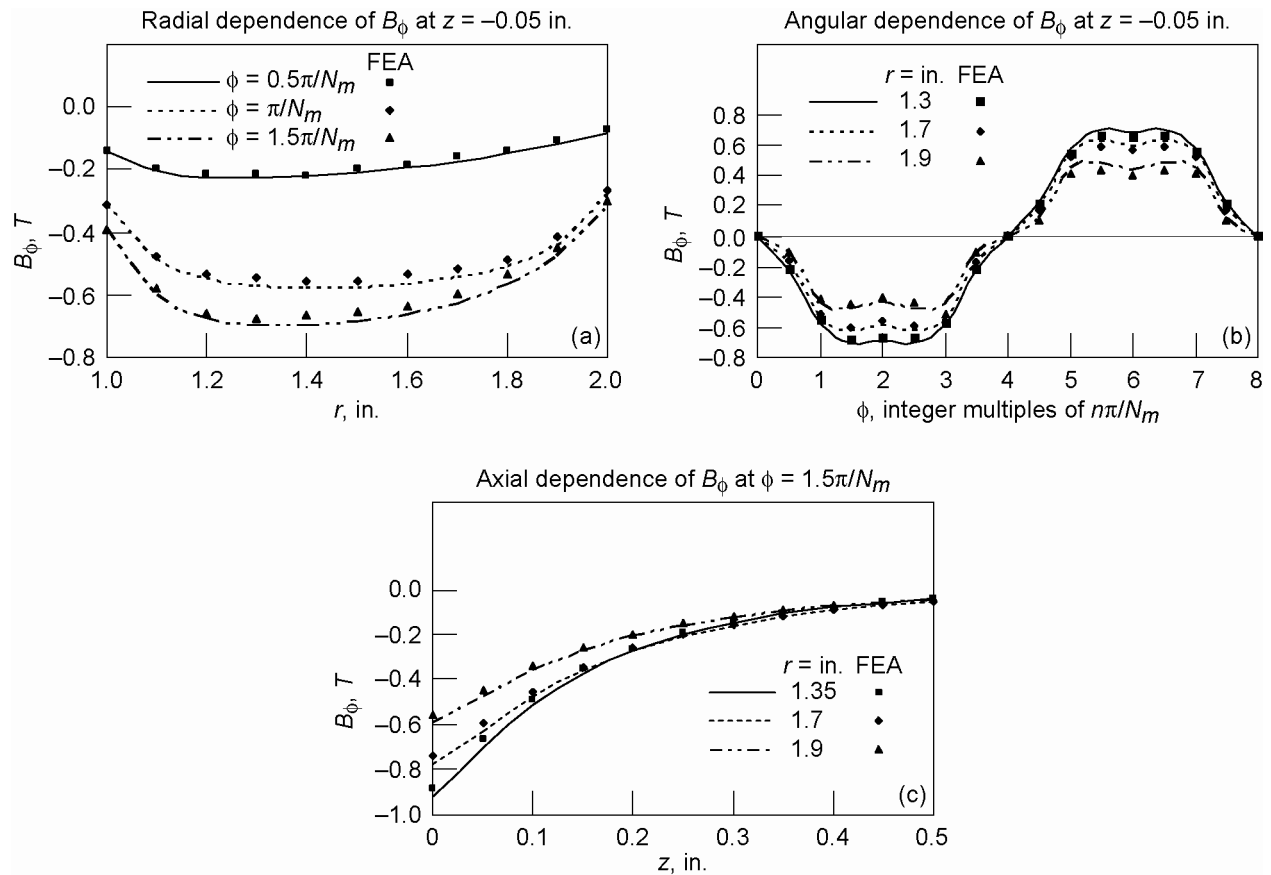 Radial dependence of Bϕ at z = –0.05 in.
FEA
ϕ = 0.5π/Nm
ϕ = π/Nm
ϕ = 1.5π/Nm
0.0
–0.2
–0.4
–0.6
–0.8
Bϕ, T
(a)
1.0 1.2 1.4 1.6 1.8 2.0
r, in.
Angular dependence of Bϕ at z = –0.05 in.
r = in. FEA
1.3
1.7
1.9
0.8
0.6
0.4
0.2
0.0
–0.2
–0.4
–0.6
–0.8
Bϕ, T
(b)
0 1 2 3 4 5 6 7 8
ϕ, integer multiples of nπ/Nm
Axial dependence of Bϕ at ϕ = 1.5π/Nm
0.0
–0.2
–0.4
–0.6
–0.8
–1.0
Bϕ, T
r = in. FEA
1.35
1.7
1.9
(c)
0 0.1 0.2 0.3 0.4 0.5
z, in.